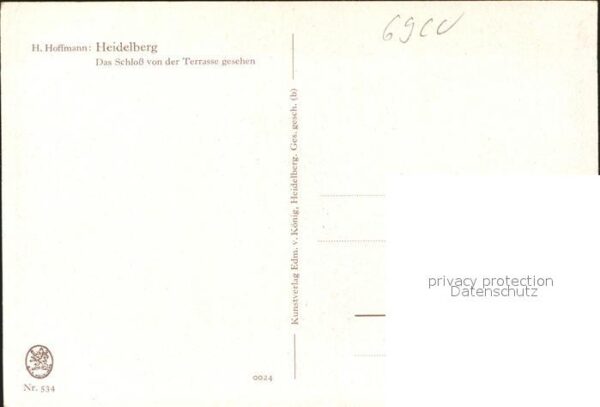 H. Hoffmann: Heidelberg
Das Schloß von der Terrasse gesehen
69cc
Kunstverlag Edm. v. König, Heidelberg. Ges. gesch. (b)
privacy protection
Datenschutz
Nr. 534
0024